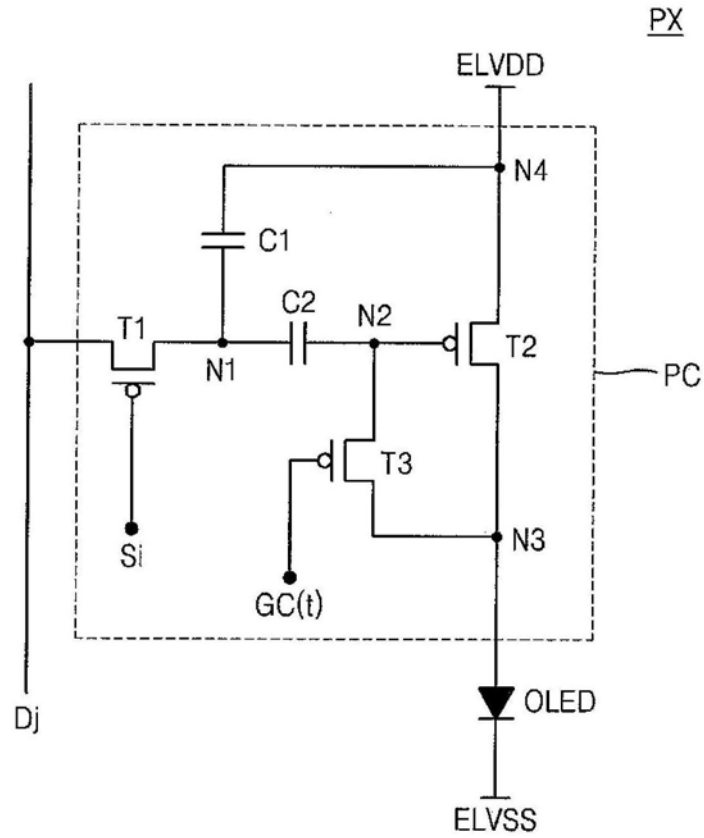 PX
ELVDD
N4
C1
C2
N2
T1
N1
T2
PC
T3
Si
N3
GC(t)
OLED
Dj
ELVSS